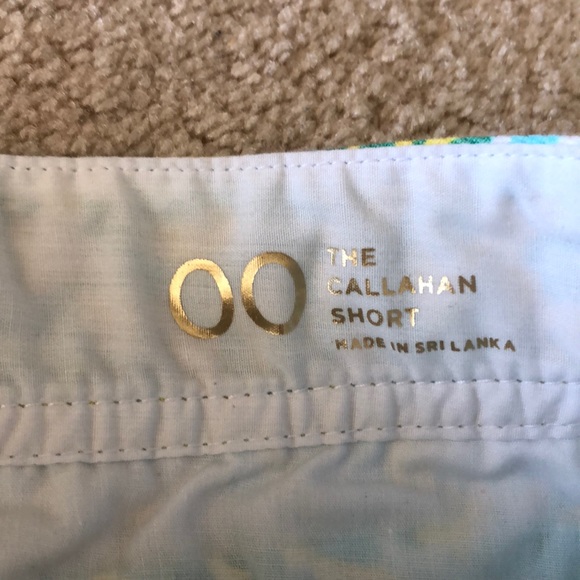 00
THE
CALLAHAN
SHORT
MADE IN SRI LANKA